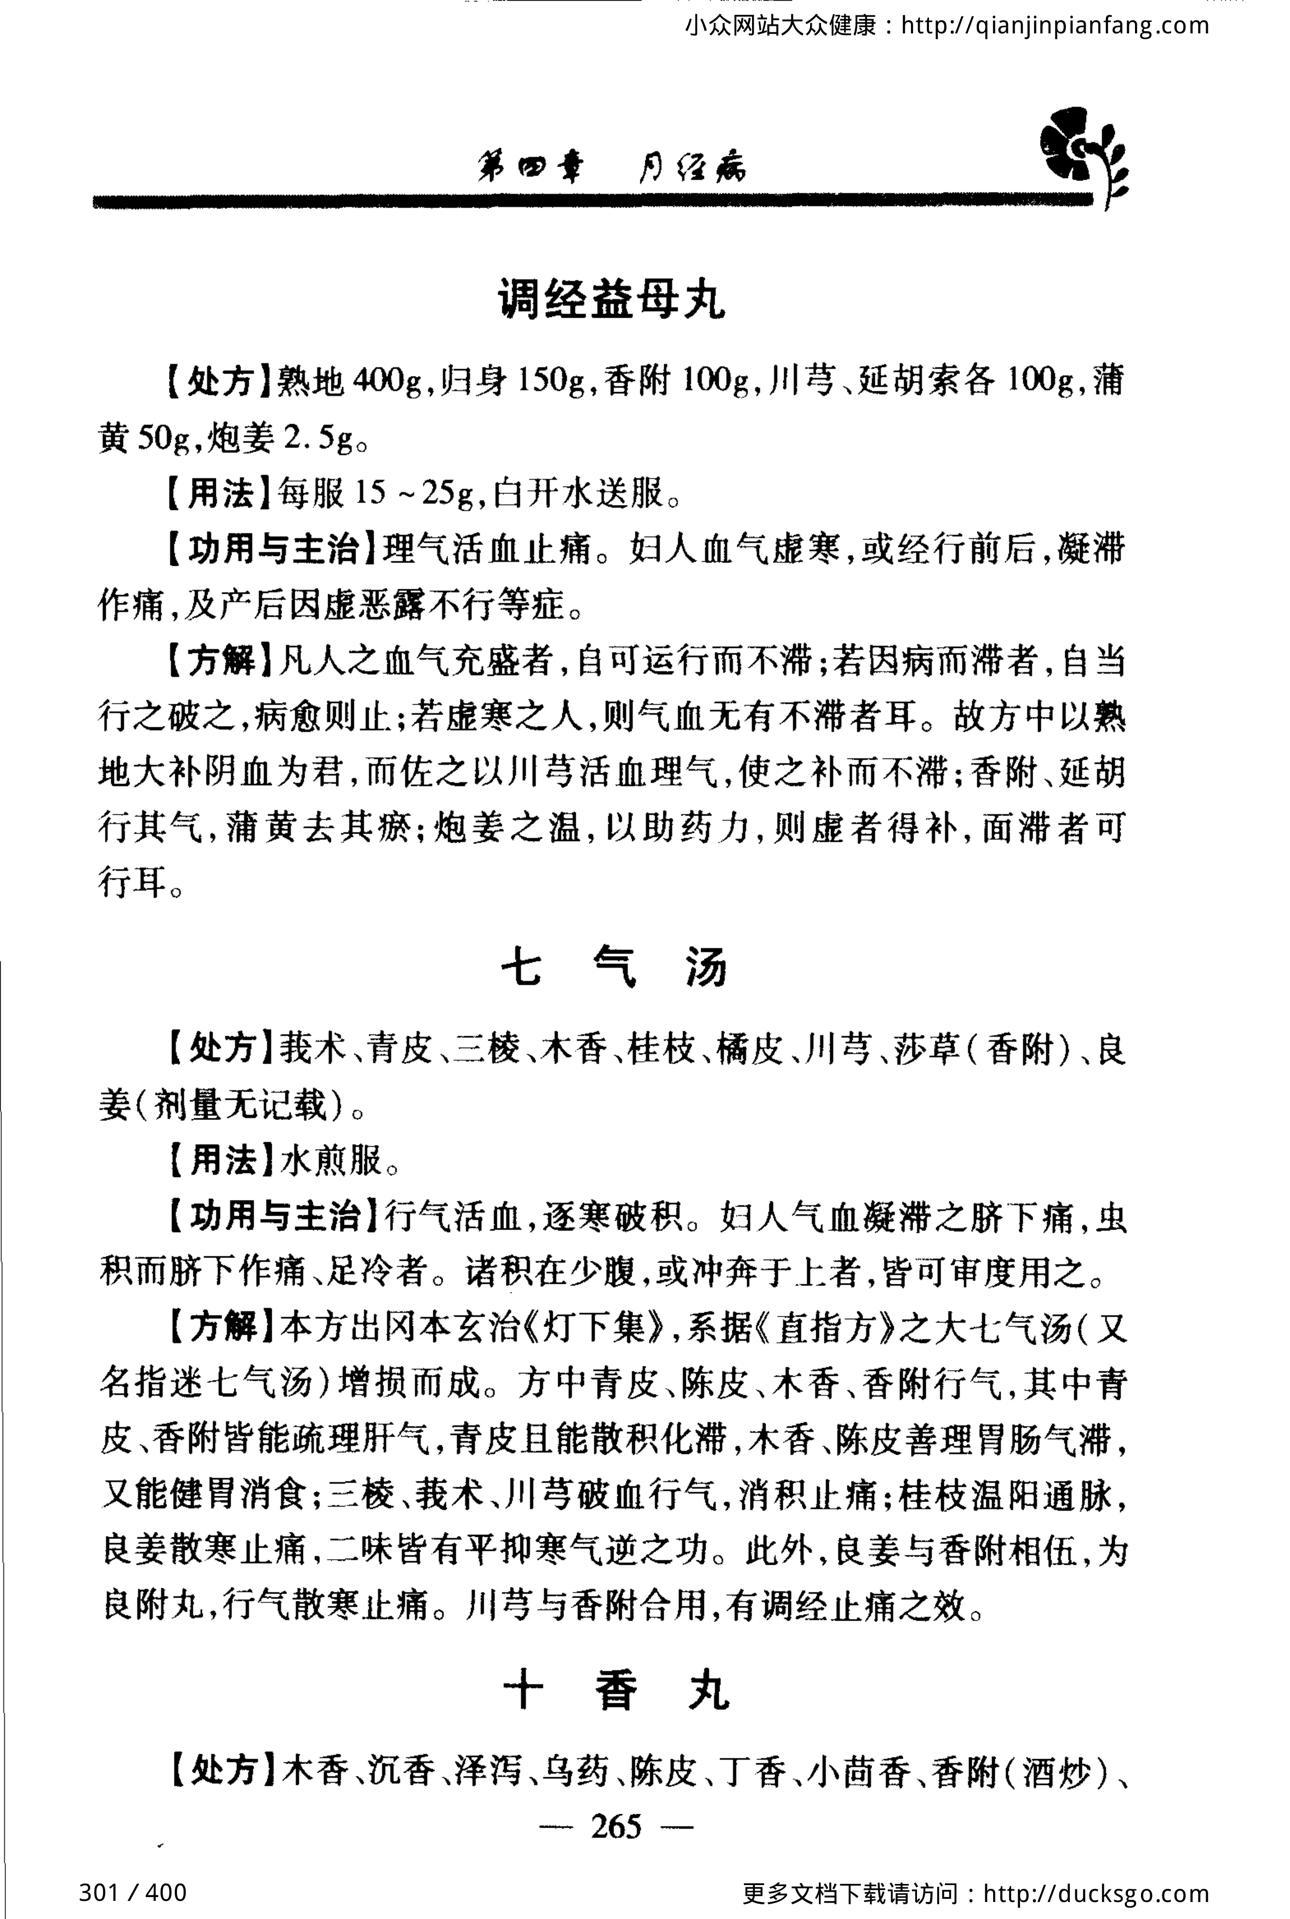 小众网站大众健康：http://qianjinpianfang.com
第四章 月经病
调经益母丸
【处方】熟地400g,归身150g,香附100g,川芎、延胡索各100g,蒲
黄50g,炮姜2.5g。
【用法】每服15～25g,白开水送服。
【功用与主治】理气活血止痛。妇人血气虚寒,或经行前后,凝滞
作痛,及产后因虚恶露不行等症。
【方解】凡人之血气充盛者,自可运行而不滞;若因病而滞者,自当
行之破之,病愈则止;若虚寒之人,则气血无有不滞者耳。故方中以熟
地大补阴血为君,而佐之以川芎活血理气,使之补而不滞;香附、延胡
行其气,蒲黄去其瘀;炮姜之温,以助药力,则虚者得补,面滞者可
行耳。
七气汤
【处方】莪术、青皮、三棱、木香、桂枝、橘皮、川芎、莎草(香附)、良
姜(剂量无记载)。
【用法】水煎服。
【功用与主治】行气活血,逐寒破积。妇人气血凝滞之脐下痛,虫
积而脐下作痛、足冷者。诸积在少腹,或冲奔于上者,皆可审度用之。
【方解】本方出冈本玄治《灯下集》,系据《直指方》之大七气汤(又
名指迷七气汤)增损而成。方中青皮、陈皮、木香、香附行气,其中青
皮、香附皆能疏理肝气,青皮且能散积化滞,木香、陈皮善理胃肠气滞,
又能健胃消食;三棱、莪术、川芎破血行气,消积止痛;桂枝温阳通脉,
良姜散寒止痛,二味皆有平抑寒气逆之功。此外,良姜与香附相伍,为
良附丸,行气散寒止痛。川芎与香附合用,有调经止痛之效。
十香丸
【处方】木香、沉香、泽泻、乌药、陈皮、丁香、小茴香、香附(酒炒)、
— 265 —
301 / 400
更多文档下载请访问：http://ducksgo.com